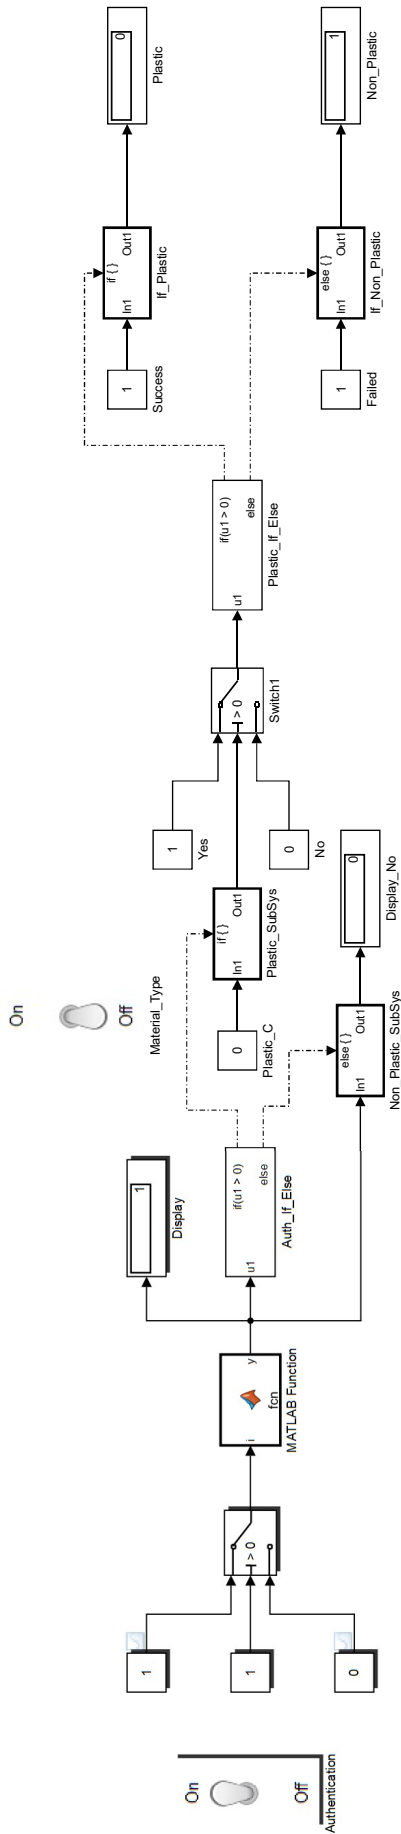 On
Off
Authentication
1
1
0
> 0
i
y
fcn
MATLAB Function
1
Display
u1
if(u1 > 0)
else
Auth_If_Else
On
Off
Material_Type
0
Plastic_C
if { }
In1
Out1
Plastic_SubSys
else { }
In1
Out1
Non_Plastic_SubSys
0
Display_No
1
Yes
0
No
> 0
Switch1
u1
if(u1 > 0)
else
Plastic_If_Else
1
Success
if { }
In1
Out1
If_Plastic
0
Plastic
1
Failed
else { }
In1
Out1
If_Non_Plastic
1
Non_Plastic